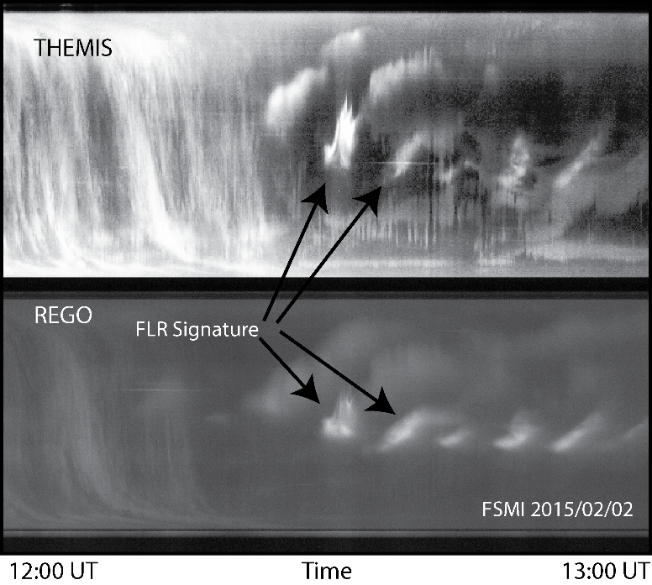 THEMIS
REGO
FLR Signature
FSMI 2015/02/02
12:00 UT Time 13:00 UT